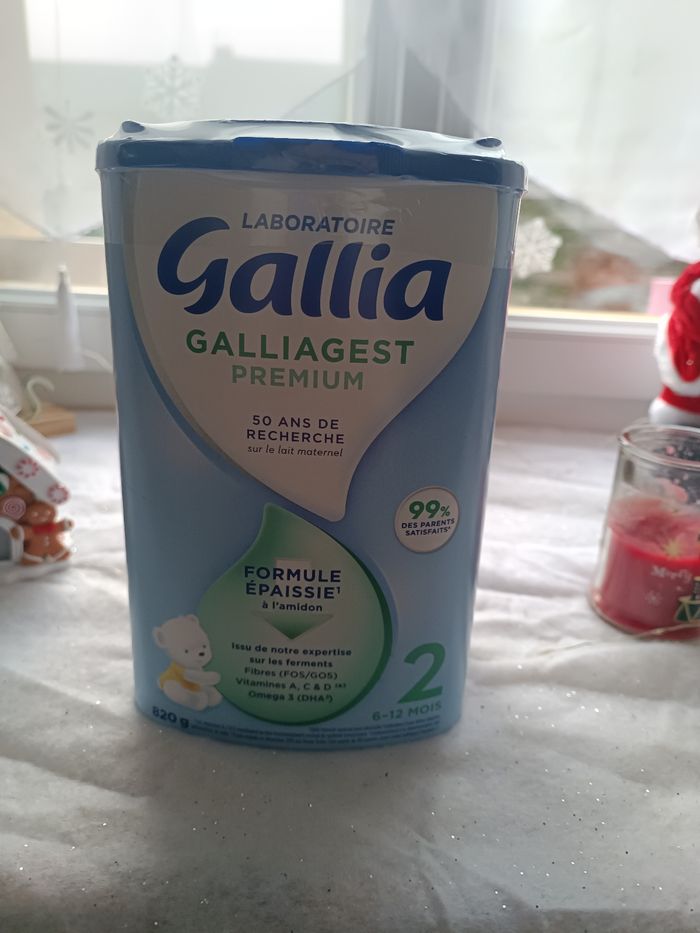 LABORATOIRE
Gallia
GALLIAGEST
PREMIUM
50 ANS DE
RECHERCHE
sur le lait maternel
99%
DES PARENTS
SATISFAITS*
FORMULE
ÉPAISSIE¹
à l'amidon
Issu de notre expertise
sur les ferments
Fibres (FOS/GOS)
Vitamines A, C & D
Omega 3 (DHA³)
2
6-12 MOIS
820 g